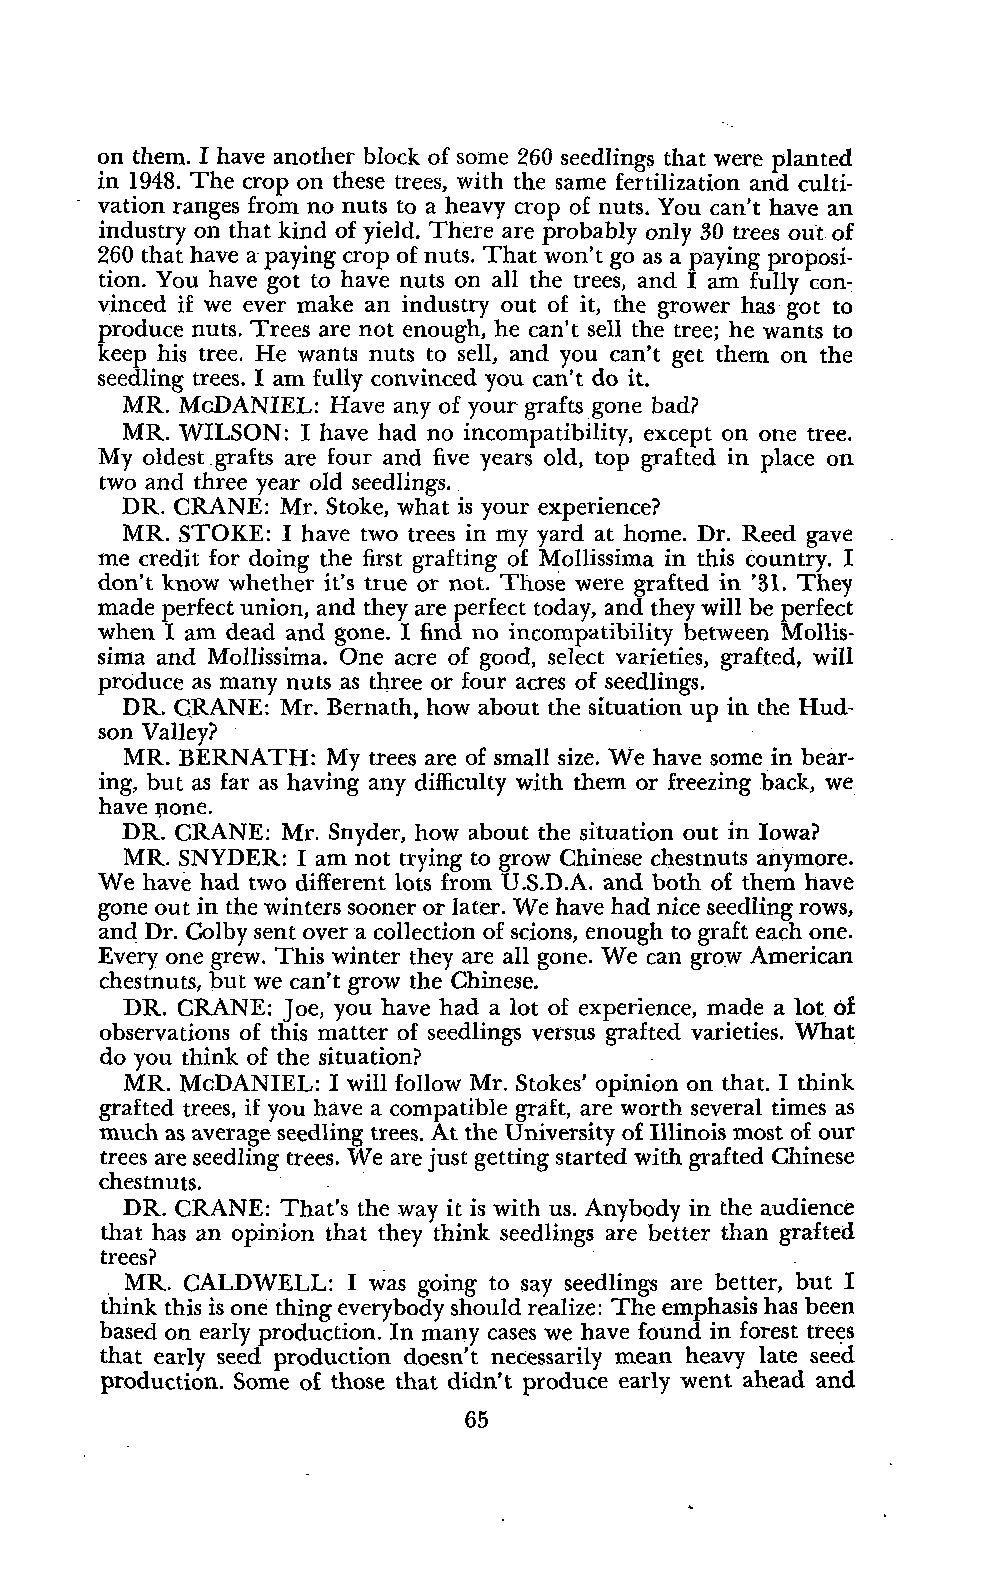 on them. I have another block of some 260 seedlings that were planted
in 1948. The crop on these trees, with the same fertilization and culti-
vation ranges from no nuts to a heavy crop of nuts. You can't have an
industry on that kind of yield. There are probably only 30 trees out of
260 that have a paying crop of nuts. That won't go as a paying proposi-
tion. You have got to have nuts on all the trees, and I am fully con-
vinced if we ever make an industry out of it, the grower has got to
produce nuts. Trees are not enough, he can't sell the tree; he wants to
keep his tree. He wants nuts to sell, and you can't get them on the
seedling trees. I am fully convinced you can't do it.
MR. McDANIEL: Have any of your grafts gone bad?
MR. WILSON: I have had no incompatibility, except on one tree.
My oldest grafts are four and five years old, top grafted in place on
two and three year old seedlings.
DR. CRANE: Mr. Stoke, what is your experience?
MR. STOKE: I have two trees in my yard at home. Dr. Reed gave
me credit for doing the first grafting of Mollissima in this country. I
don't know whether it's true or not. Those were grafted in '31. They
made perfect union, and they are perfect today, and they will be perfect
when I am dead and gone. I find no incompatibility between Mollis-
sima and Mollissima. One acre of good, select varieties, grafted, will
produce as many nuts as three or four acres of seedlings.
DR. CRANE: Mr. Bernath, how about the situation up in the Hud-
son Valley?
MR. BERNATH: My trees are of small size. We have some in bear-
ing, but as far as having any difficulty with them or freezing back, we
have none.
DR. CRANE: Mr. Snyder, how about the situation out in Iowa?
MR. SNYDER: I am not trying to grow Chinese chestnuts anymore.
We have had two different lots from U.S.D.A. and both of them have
gone out in the winters sooner or later. We have had nice seedling rows,
and Dr. Colby sent over a collection of scions, enough to graft each one.
Every one grew. This winter they are all gone. We can grow American
chestnuts, but we can't grow the Chinese.
DR. CRANE: Joe, you have had a lot of experience, made a lot of
observations of this matter of seedlings versus grafted varieties. What
do you think of the situation?
MR. McDANIEL: I will follow Mr. Stokes' opinion on that. I think
grafted trees, if you have a compatible graft, are worth several times as
much as average seedling trees. At the University of Illinois most of our
trees are seedling trees. We are just getting started with grafted Chinese
chestnuts.
DR. CRANE: That's the way it is with us. Anybody in the audience
that has an opinion that they think seedlings are better than grafted
trees?
MR. CALDWELL: I was going to say seedlings are better, but I
think this is one thing everybody should realize: The emphasis has been
based on early production. In many cases we have found in forest trees
that early seed production doesn't necessarily mean heavy late seed
production. Some of those that didn't produce early went ahead and
65